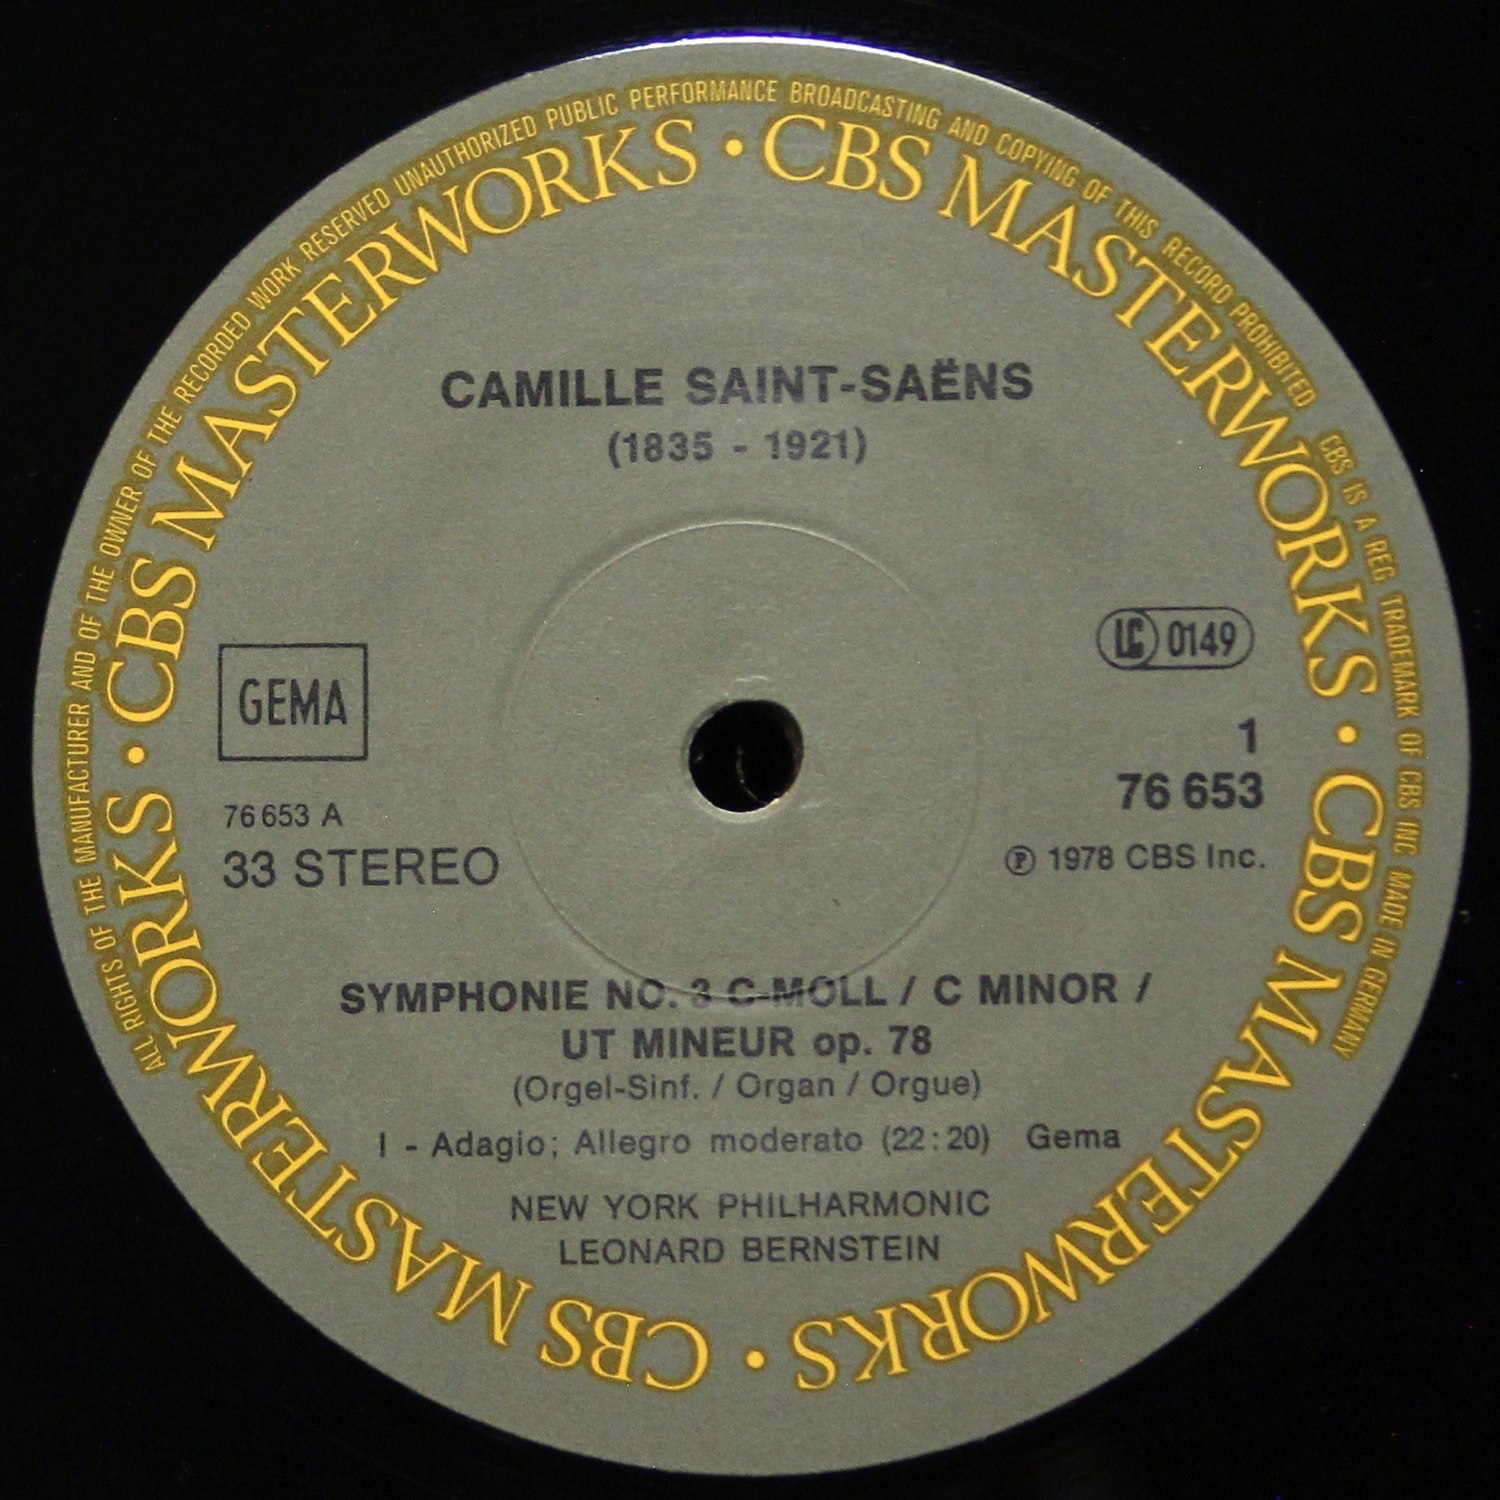 ALL RIGHTS OF THE MANUFACTURER AND OF THE OWNER OF THE RECORDED WORK RESERVED UNAUTHORIZED PUBLIC PERFORMANCE BROADCASTING AND COPYING OF THIS RECORD PROHIBITED
CBS IS A REG TRADEMARK OF CBS INC MADE IN GERMANY
CBS MASTERWORKS · CBS MASTERWORKS · CBS MASTERWORKS · CBS MASTERWORKS ·
CAMILLE SAINT-SAËNS
(1835 - 1921)
LC 0149
GEMA
1
76 653
76 653 A
33 STEREO
℗ 1978 CBS Inc.
SYMPHONIE NO. 3 C-MOLL / C MINOR /
UT MINEUR op. 78
(Orgel-Sinf. / Organ / Orgue)
I - Adagio; Allegro moderato (22:20) Gema
NEW YORK PHILHARMONIC
LEONARD BERNSTEIN